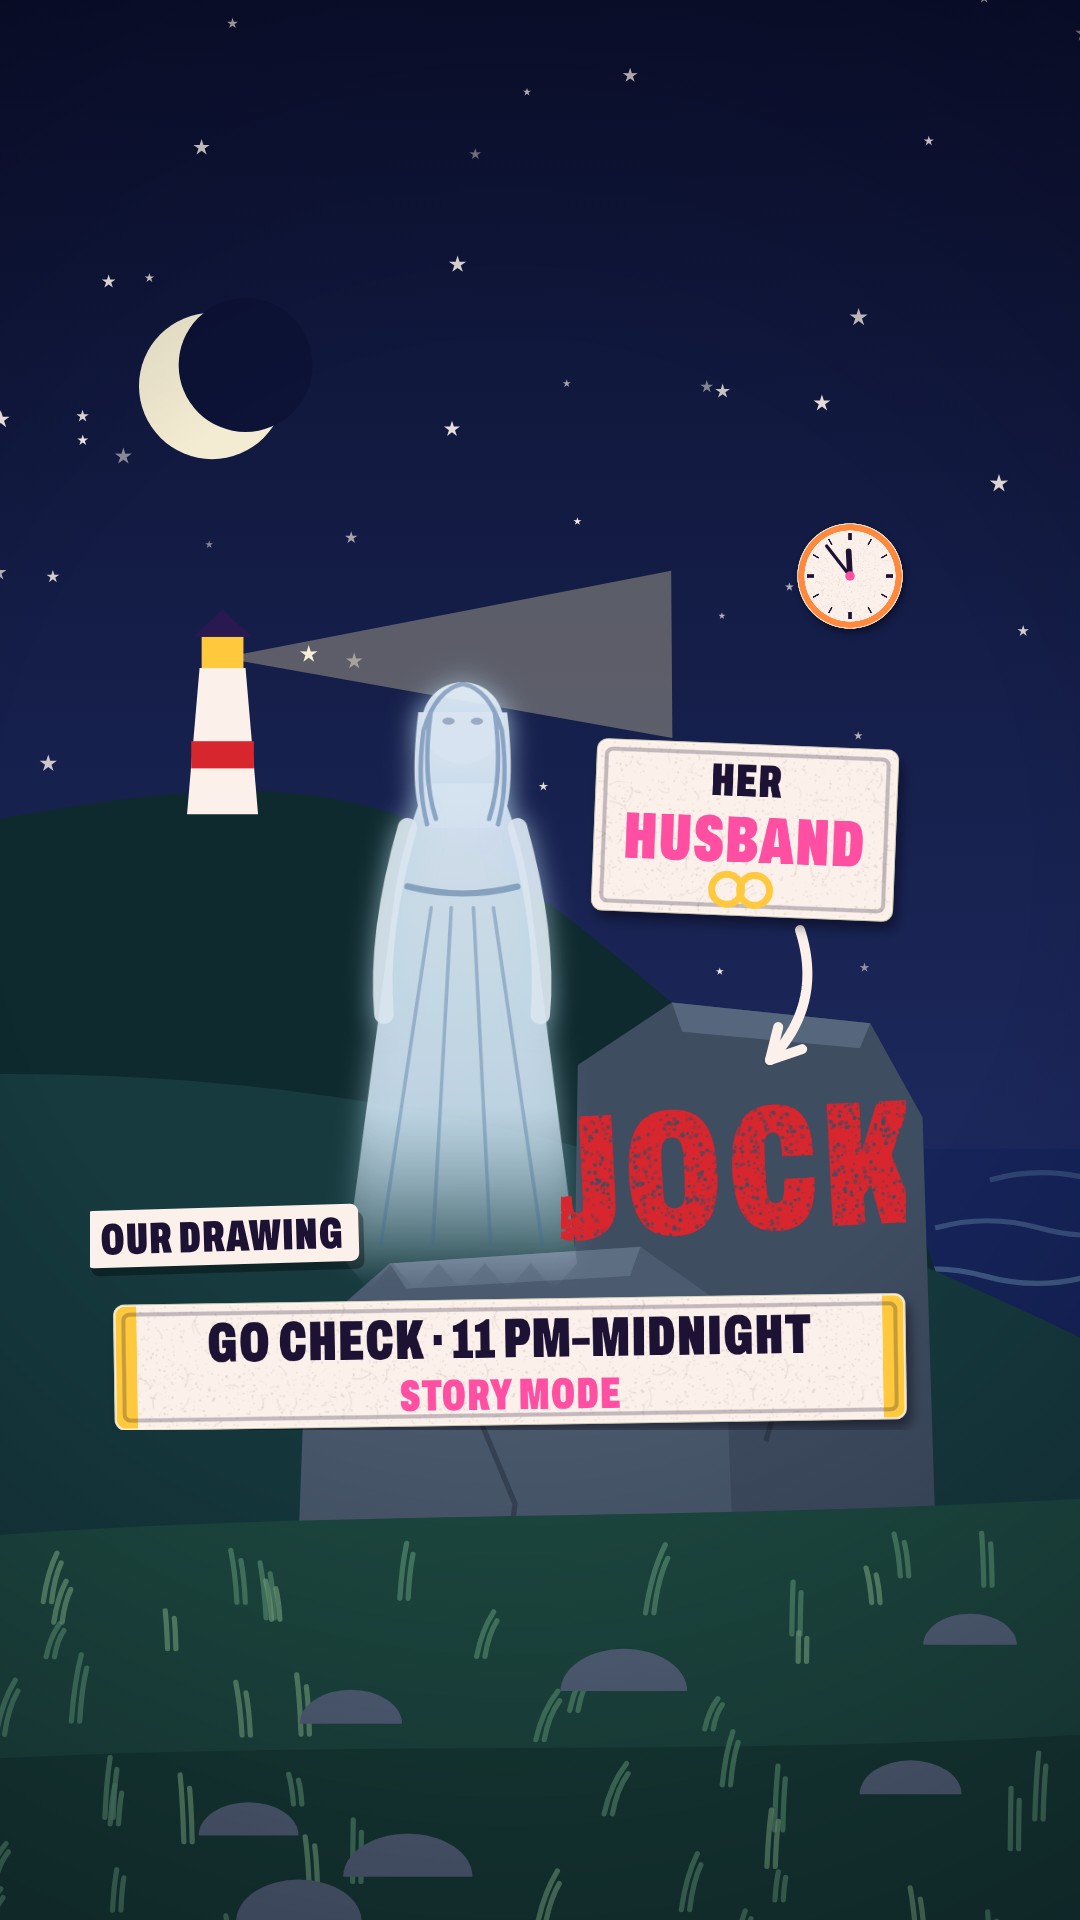 HER
HUSBAND
JOCK
OUR DRAWING
GO CHECK · 11 PM–MIDNIGHT
STORY MODE